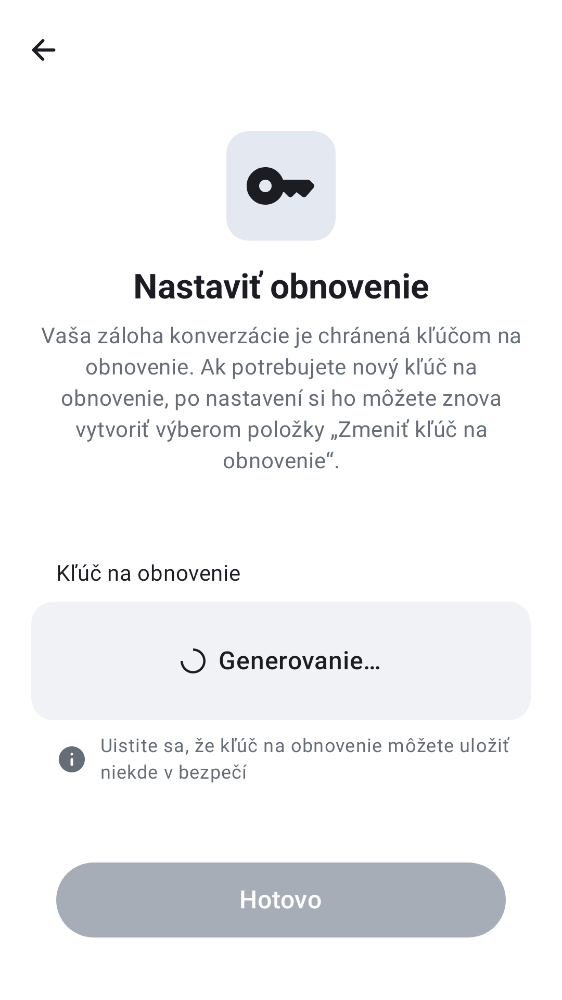 Nastaviť obnovenie
Vaša záloha konverzácie je chránená kľúčom na
obnovenie. Ak potrebujete nový kľúč na
obnovenie, po nastavení si ho môžete znova
vytvoriť výberom položky „Zmeniť kľúč na
obnovenie“.
Kľúč na obnovenie
Generovanie…
Uistite sa, že kľúč na obnovenie môžete uložiť
niekde v bezpečí
Hotovo